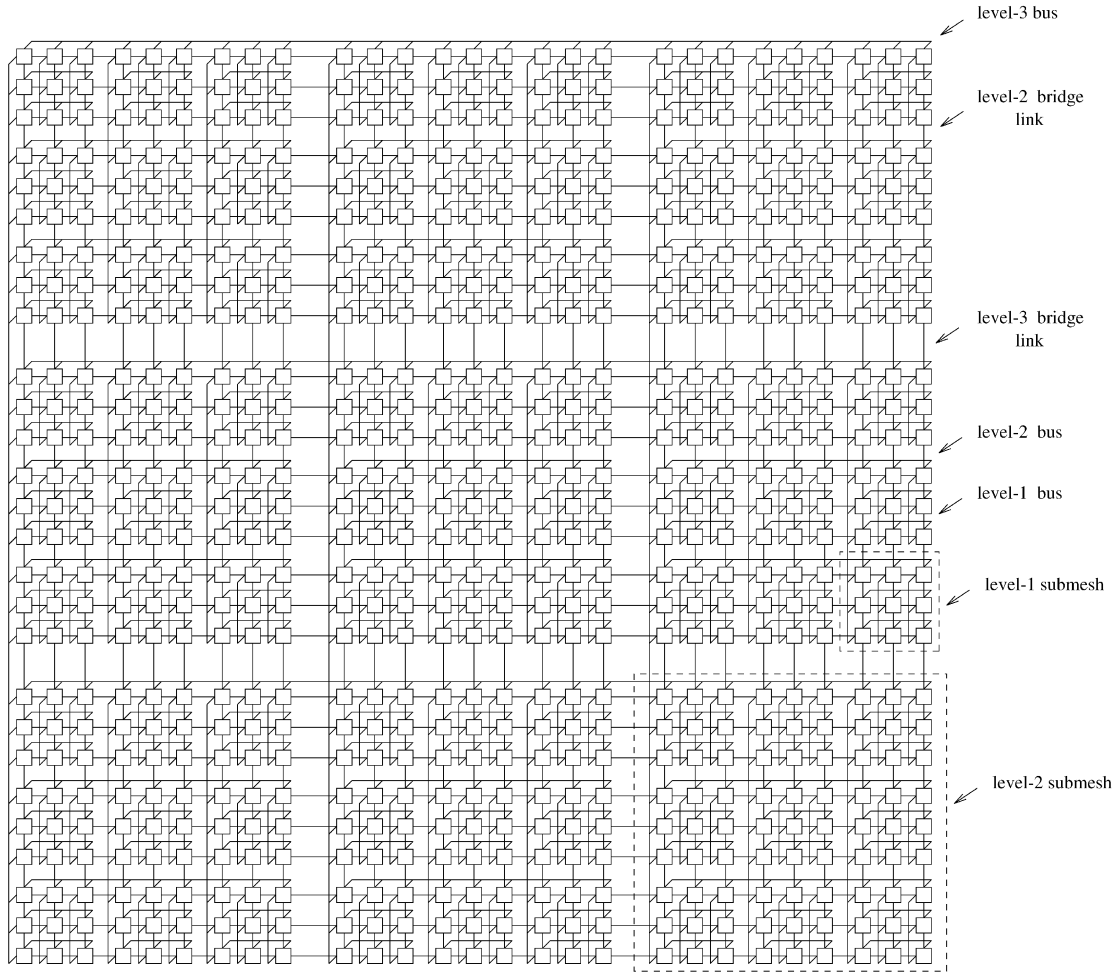 level-3 bus
level-2 bridge
link
level-3 bridge
link
level-2 bus
level-1 bus
level-1 submesh
level-2 submesh